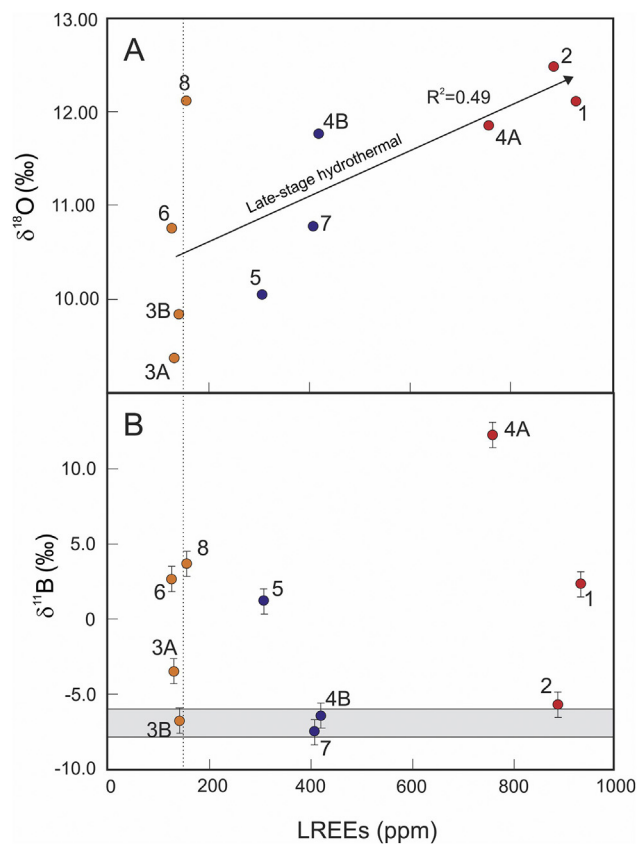 13.00
A
2
8
R²=0.49
12.00
4B
1
4A
Late-stage hydrothermal
δ¹⁸O (‰)
11.00
6
7
5
10.00
3B
3A
B
4A
10.0
5.0
8
6
5
1
δ¹¹B (‰)
0
3A
-5.0
2
4B
3B
7
-10.0
0 200 400 600 800 1000
LREEs (ppm)